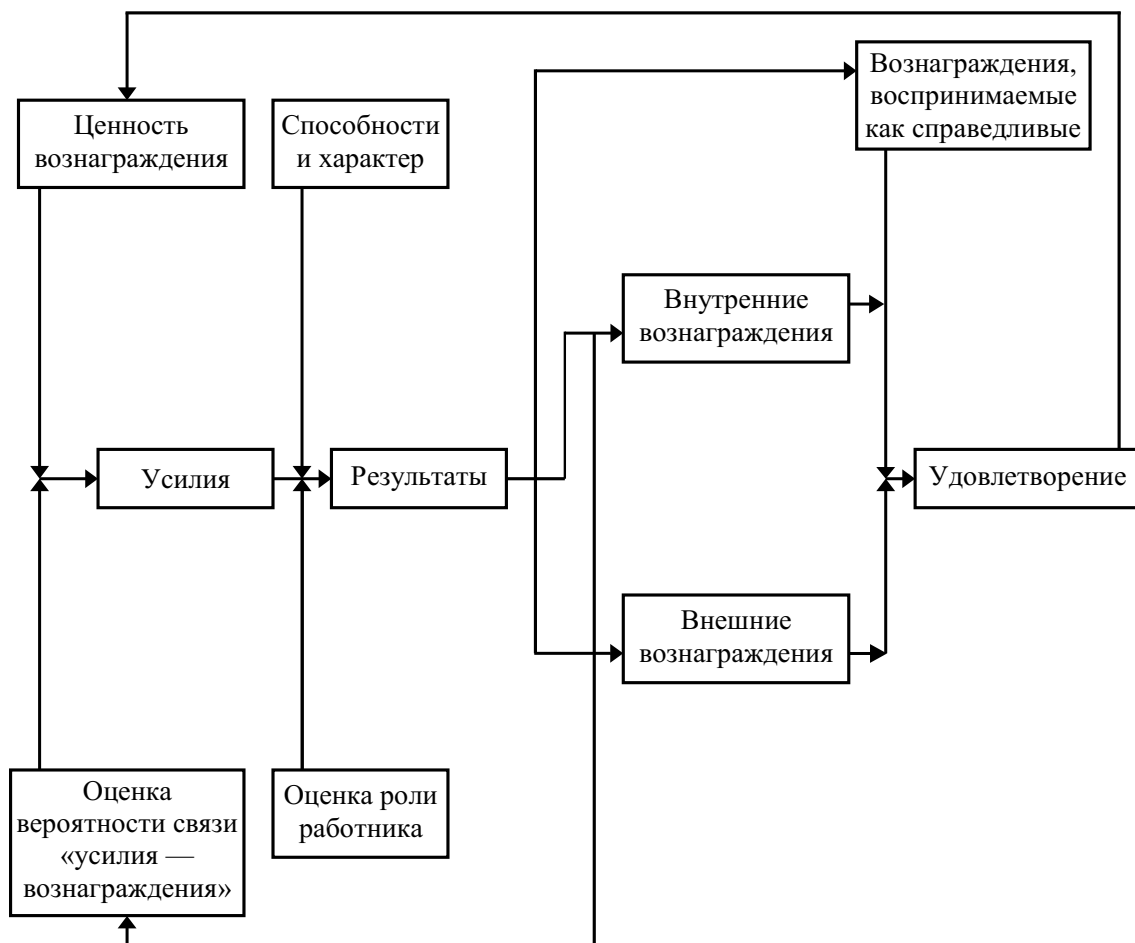 Вознаграждения,
воспринимаемые
как справедливые
Ценность
вознаграждения
Способности
и характер
Внутренние
вознаграждения
Усилия
Результаты
Удовлетворение
Внешние
вознаграждения
Оценка
вероятности связи
«усилия —
вознаграждения»
Оценка роли
работника